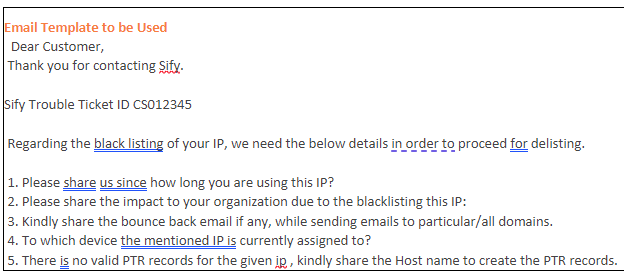 Email Template to be Used
Dear Customer,
Thank you for contacting Sify.
Sify Trouble Ticket ID CS012345
Regarding the black listing of your IP, we need the below details in order to proceed for delisting.
1. Please share us since how long you are using this IP?
2. Please share the impact to your organization due to the blacklisting this IP:
3. Kindly share the bounce back email if any, while sending emails to particular/all domains.
4. To which device the mentioned IP is currently assigned to?
5. There is no valid PTR records for the given ip , kindly share the Host name to create the PTR records.